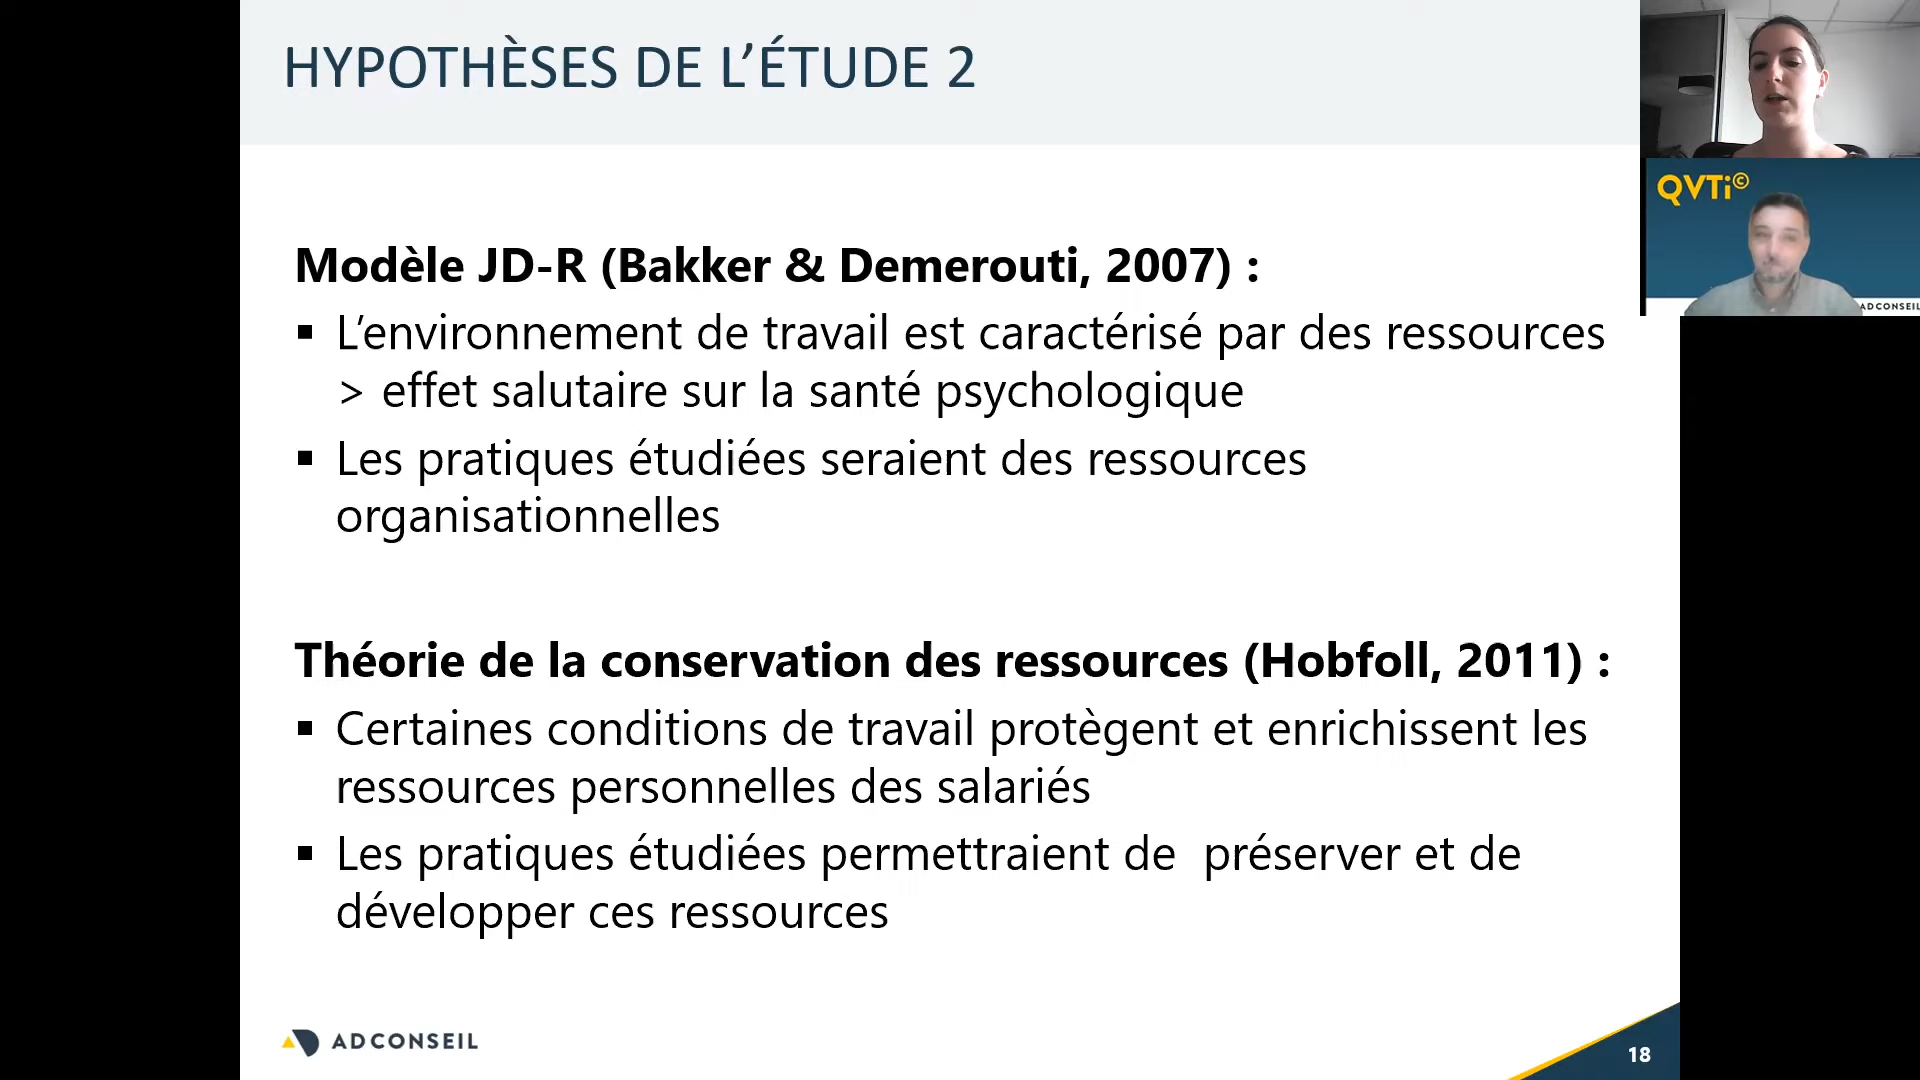 HYPOTHÈSES DE L’ÉTUDE 2
Modèle JD-R (Bakker & Demerouti, 2007) :
▪ L’environnement de travail est caractérisé par des ressources
> effet salutaire sur la santé psychologique
▪ Les pratiques étudiées seraient des ressources
organisationnelles
Théorie de la conservation des ressources (Hobfoll, 2011) :
▪ Certaines conditions de travail protègent et enrichissent les
ressources personnelles des salariés
▪ Les pratiques étudiées permettraient de  préserver et de
développer ces ressources
ADCONSEIL
18
QVTi©
ADCONSEIL